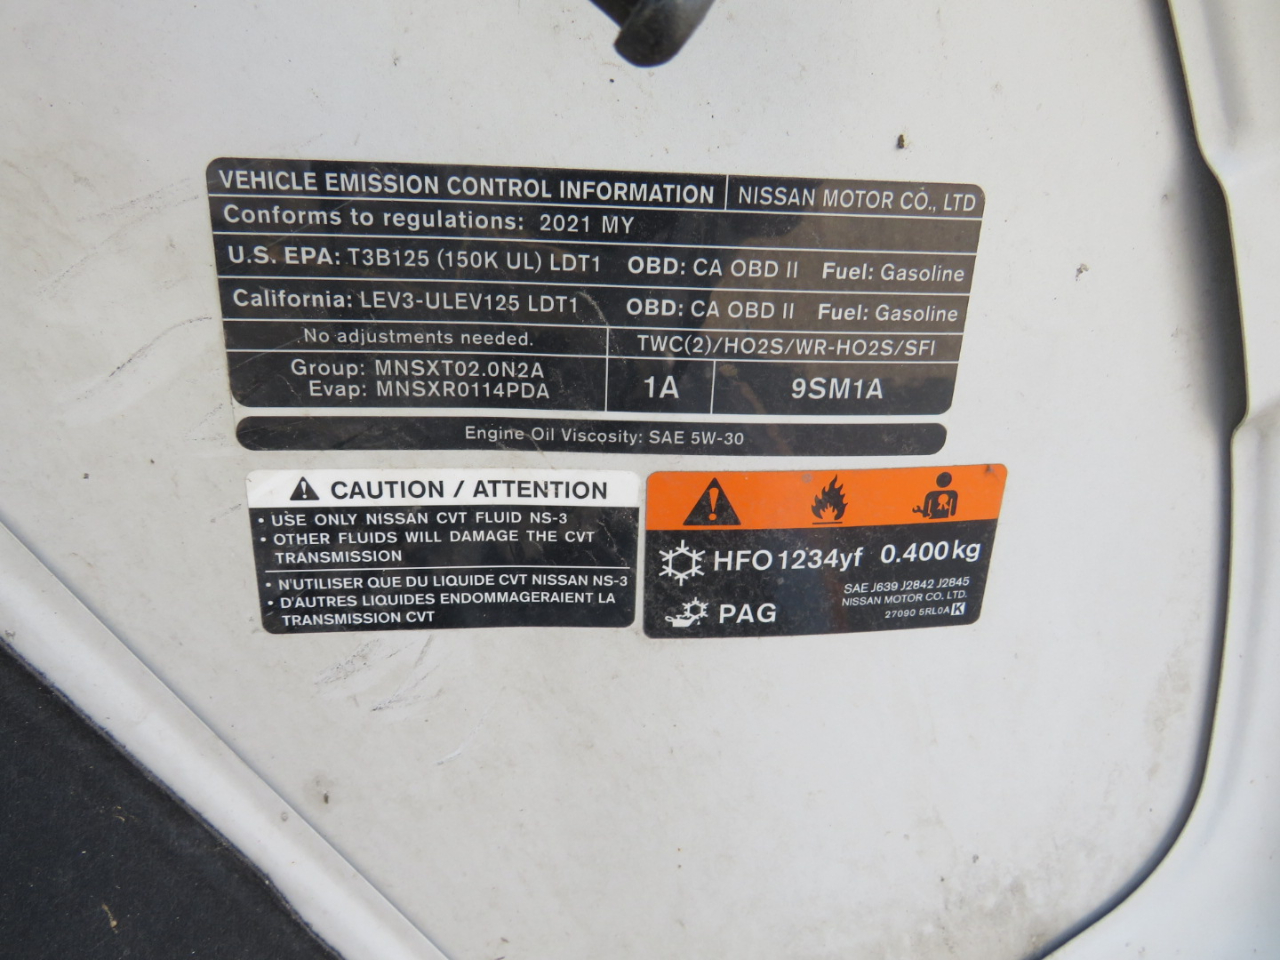 VEHICLE EMISSION CONTROL INFORMATION NISSAN MOTOR CO., LTD
Conforms to regulations: 2021 MY
U.S. EPA: T3B125 (150K UL) LDT1 OBD: CA OBD II Fuel: Gasoline
California: LEV3-ULEV125 LDT1 OBD: CA OBD II Fuel: Gasoline
No adjustments needed. TWC(2)/HO2S/WR-HO2S/SFI
Group: MNSXT02.0N2A
Evap: MNSXR0114PDA
1A 9SM1A
Engine Oil Viscosity: SAE 5W-30
CAUTION / ATTENTION
• USE ONLY NISSAN CVT FLUID NS-3
• OTHER FLUIDS WILL DAMAGE THE CVT
TRANSMISSION
• N'UTILISER QUE DU LIQUIDE CVT NISSAN NS-3
• D'AUTRES LIQUIDES ENDOMMAGERAIENT LA
TRANSMISSION CVT
HFO1234yf 0.400kg
PAG
SAE J639 J2842 J2845
NISSAN MOTOR CO. LTD.
27090 5RL0A K